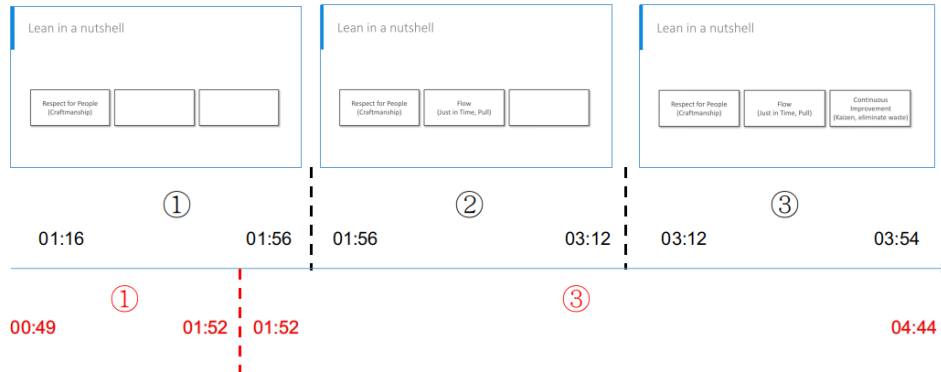 Lean in a nutshell
Respect for People
(Craftmanship)
Lean in a nutshell
Respect for People
(Craftmanship)
Flow
(Just in Time, Pull)
Lean in a nutshell
Respect for People
(Craftmanship)
Flow
(Just in Time, Pull)
Continuous
Improvement
(Kaizen, eliminate waste)
① ② ③
01:16 01:56 01:56 03:12 03:12 03:54
① ③
00:49 01:52 01:52 04:44